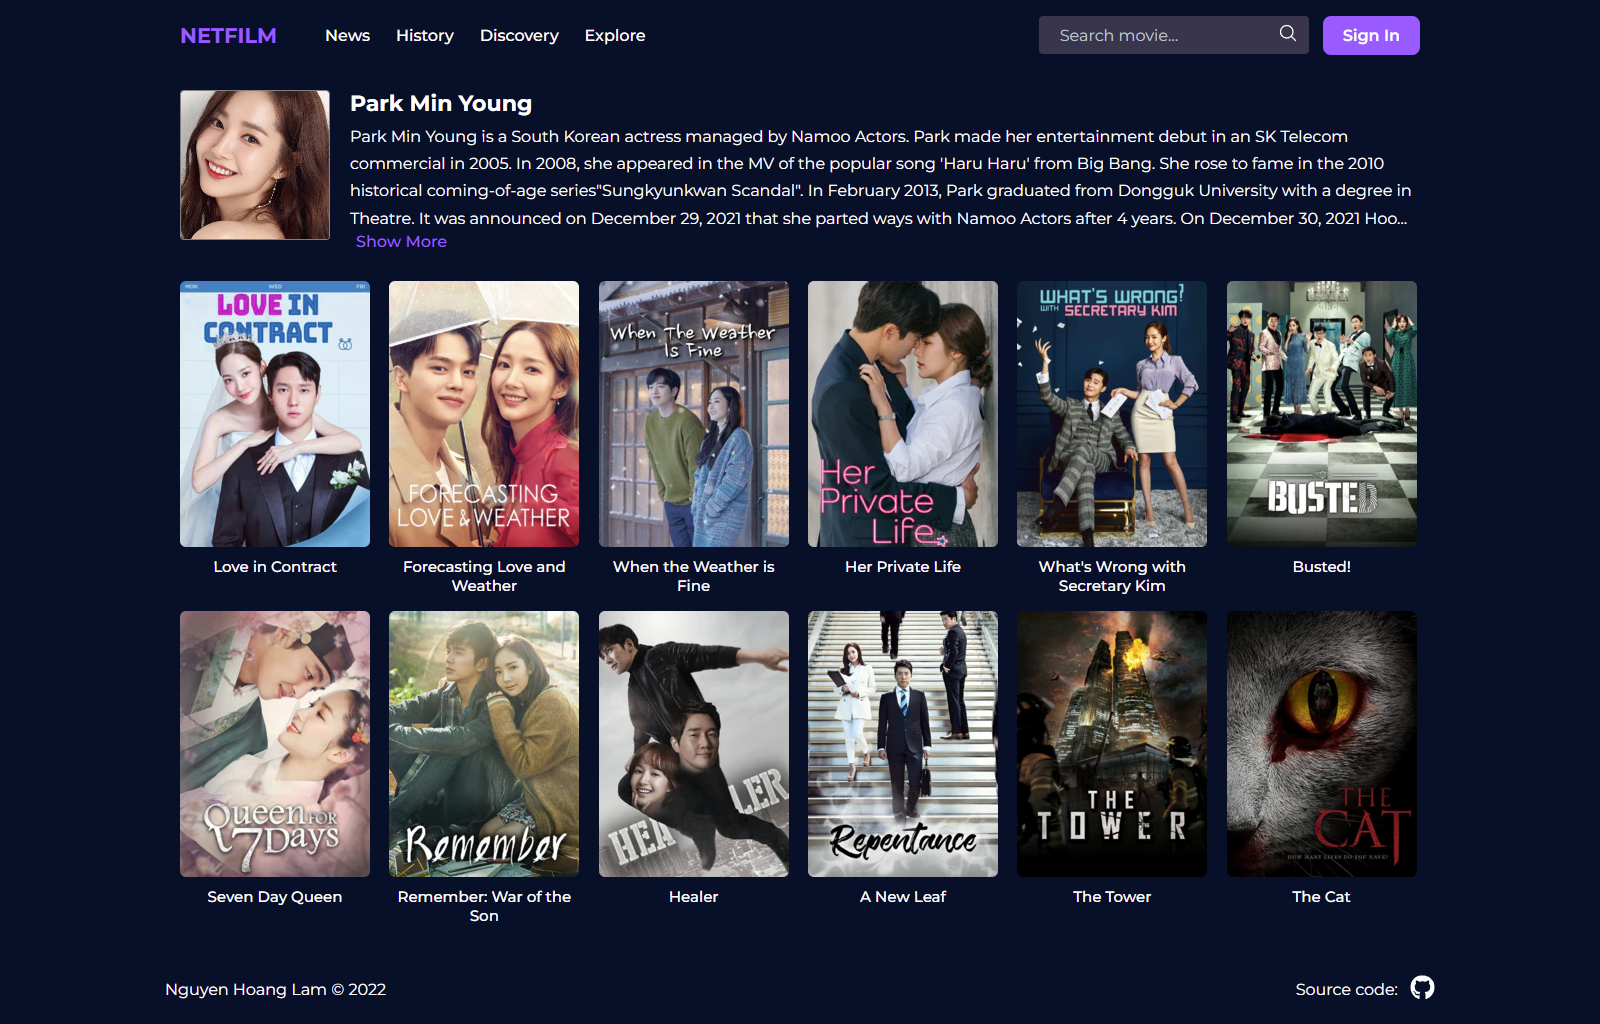 NETFILM News History Discovery Explore Search movie... Sign In
Park Min Young
Park Min Young is a South Korean actress managed by Namoo Actors. Park made her entertainment debut in an SK Telecom
commercial in 2005. In 2008, she appeared in the MV of the popular song 'Haru Haru' from Big Bang. She rose to fame in the 2010
historical coming-of-age series"Sungkyunkwan Scandal". In February 2013, Park graduated from Dongguk University with a degree in
Theatre. It was announced on December 29, 2021 that she parted ways with Namoo Actors after 4 years. On December 30, 2021 Hoo...
Show More
MON WED FRI
LOVE IN
CONTRACT
FORECASTING
LOVE & WEATHER
When The Weather
Is Fine
Her
Private
Life
WHAT'S WRONG?
WITH SECRETARY KIM
BUSTED
Love in Contract
Forecasting Love and
Weather
When the Weather is
Fine
Her Private Life
What's Wrong with
Secretary Kim
Busted!
Queen FOR
7 Days
Remember
HEALER
Repentance
THE
TOWER
THE
CAT
HOW MANY LIVES DO YOU HAVE?
Seven Day Queen
Remember: War of the
Son
Healer
A New Leaf
The Tower
The Cat
Nguyen Hoang Lam © 2022
Source code: